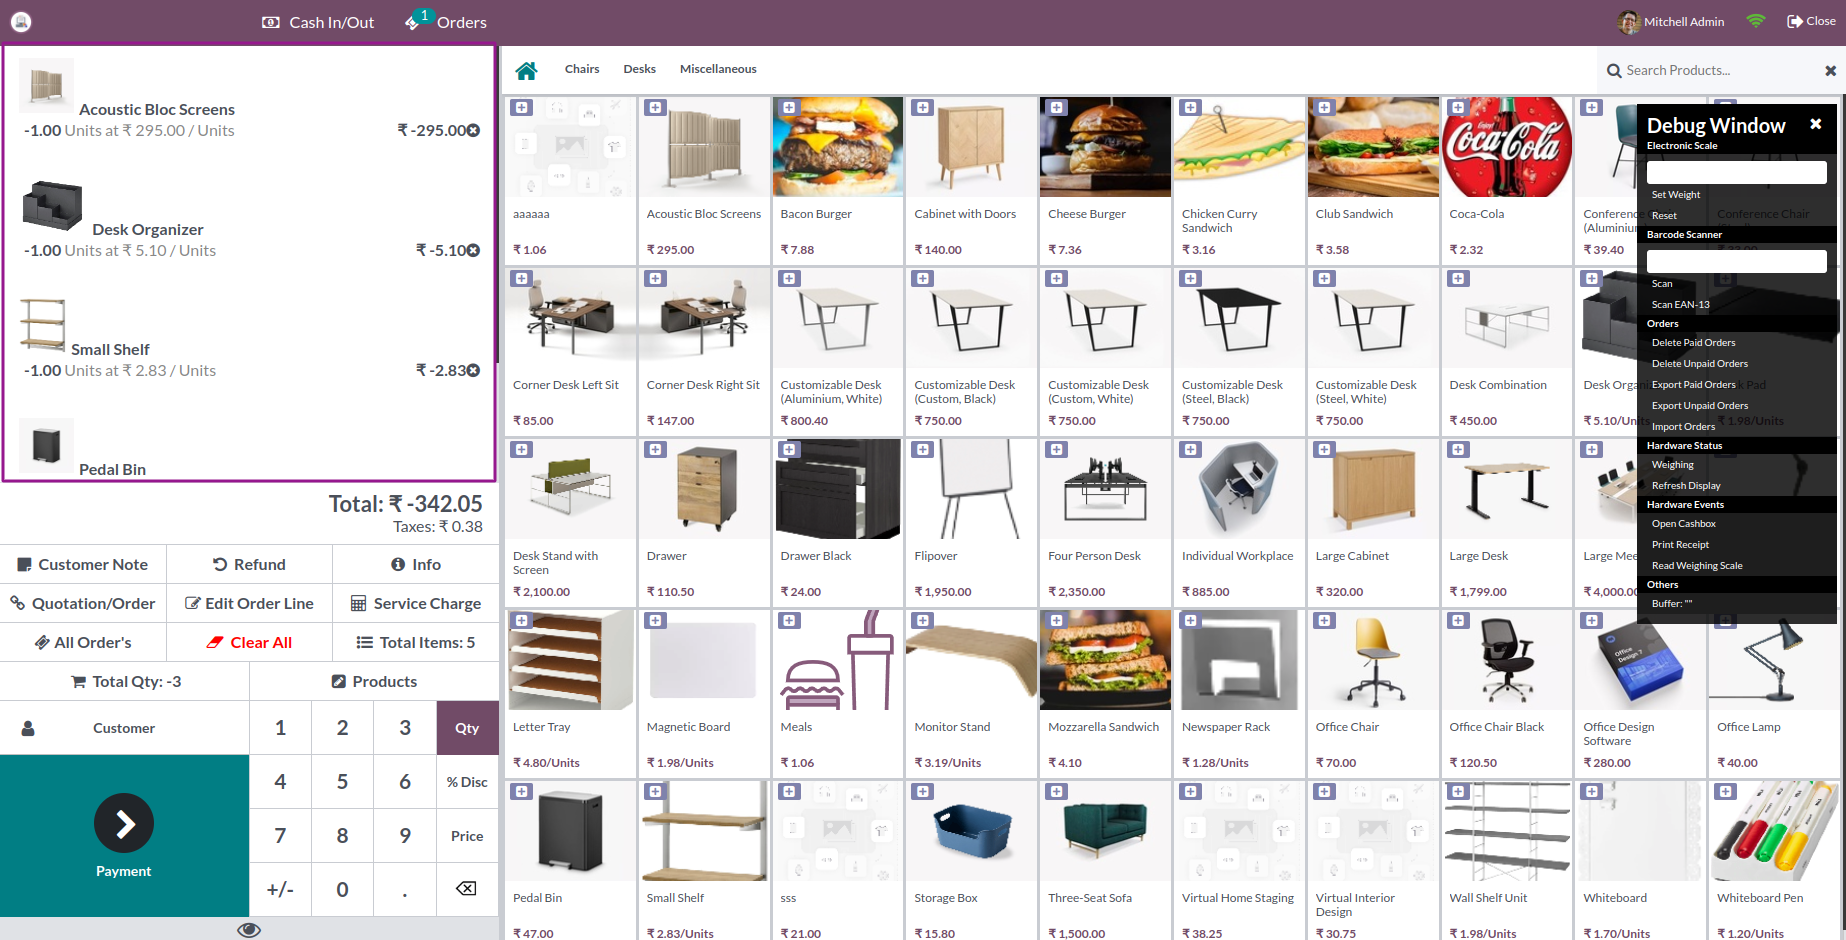 Cash In/Out
1
Orders
Mitchell Admin
Close
Acoustic Bloc Screens
-1.00 Units at ₹ 295.00 / Units
₹ -295.00
Desk Organizer
-1.00 Units at ₹ 5.10 / Units
₹ -5.10
Small Shelf
-1.00 Units at ₹ 2.83 / Units
₹ -2.83
Pedal Bin
Total: ₹ -342.05
Taxes: ₹ 0.38
Customer Note
Refund
Info
Quotation/Order
Edit Order Line
Service Charge
All Order's
Clear All
Total Items: 5
Total Qty: -3
Products
Customer
1 2 3 Qty
4 5 6 % Disc
7 8 9 Price
+/- 0 .
Payment
Chairs
Desks
Miscellaneous
Search Products...
aaaaaa
₹ 1.06
Acoustic Bloc Screens
₹ 295.00
Bacon Burger
₹ 7.88
Cabinet with Doors
₹ 140.00
Cheese Burger
₹ 7.36
Chicken Curry
Sandwich
₹ 3.16
Club Sandwich
₹ 3.58
Enjoy
Coca-Cola
Coca-Cola
₹ 2.32
Conference
(Aluminium
₹ 39.40
Conference Chair
Corner Desk Left Sit
₹ 85.00
Corner Desk Right Sit
₹ 147.00
Customizable Desk
(Aluminium, White)
₹ 800.40
Customizable Desk
(Custom, Black)
₹ 750.00
Customizable Desk
(Custom, White)
₹ 750.00
Customizable Desk
(Steel, Black)
₹ 750.00
Customizable Desk
(Steel, White)
₹ 750.00
Desk Combination
₹ 450.00
Desk Organi
₹ 5.10/Units
Pad
₹ 1.98/Units
Desk Stand with
Screen
₹ 2,100.00
Drawer
₹ 110.50
Drawer Black
₹ 24.00
Flipover
₹ 1,950.00
Four Person Desk
₹ 2,350.00
Individual Workplace
₹ 885.00
Large Cabinet
₹ 320.00
Large Desk
₹ 1,799.00
Large Mee
₹ 4,000.00
Letter Tray
₹ 4.80/Units
Magnetic Board
₹ 1.98/Units
Meals
₹ 1.06
Monitor Stand
₹ 3.19/Units
Mozzarella Sandwich
₹ 4.10
Newspaper Rack
₹ 1.28/Units
Office Chair
₹ 70.00
Office Chair Black
₹ 120.50
Office
Design 7
Office Design
Software
₹ 280.00
Office Lamp
₹ 40.00
Pedal Bin
₹ 47.00
Small Shelf
₹ 2.83/Units
sss
₹ 21.00
Storage Box
₹ 15.80
Three-Seat Sofa
₹ 1,500.00
Virtual Home Staging
₹ 38.25
Virtual Interior
Design
₹ 30.75
Wall Shelf Unit
₹ 1.98/Units
Whiteboard
₹ 1.70/Units
Whiteboard Pen
₹ 1.20/Units
Debug Window
Electronic Scale
Set Weight
Reset
Barcode Scanner
Scan
Scan EAN-13
Orders
Delete Paid Orders
Delete Unpaid Orders
Export Paid Orders
Export Unpaid Orders
Import Orders
Hardware Status
Weighing
Refresh Display
Hardware Events
Open Cashbox
Print Receipt
Read Weighing Scale
Others
Buffer: ""